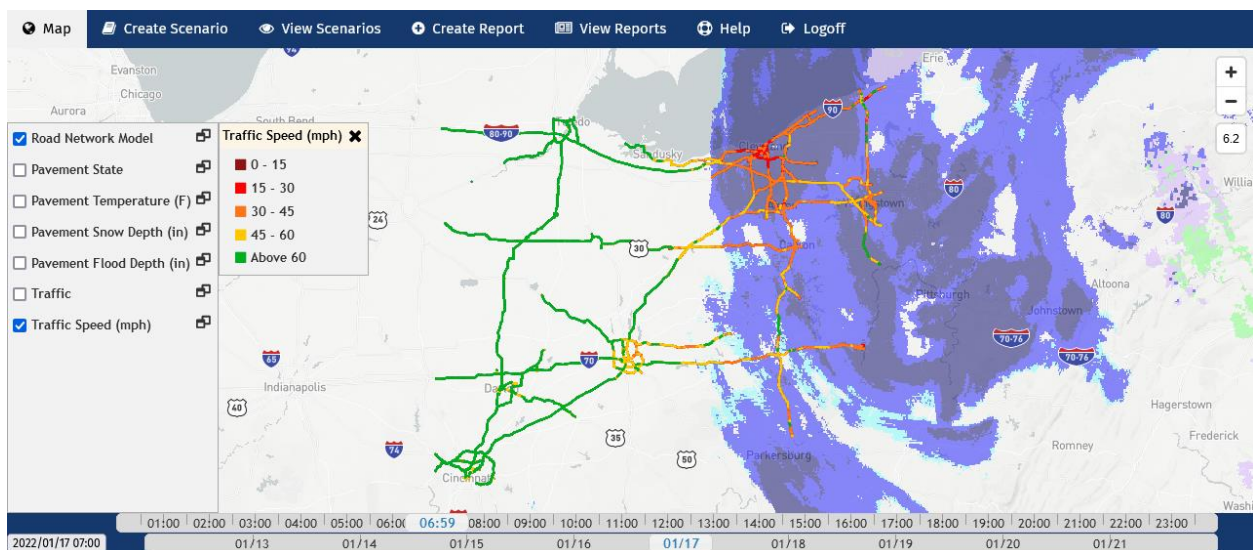 Map Create Scenario View Scenarios Create Report View Reports Help Logoff
94
Erie
Evanston
Chicago
Aurora
South Bend
90
+
−
6.2
Road Network Model
Pavement State
Pavement Temperature (F)
Pavement Snow Depth (in)
Pavement Flood Depth (in)
Traffic
Traffic Speed (mph)
Traffic Speed (mph)
0 - 15
15 - 30
30 - 45
45 - 60
Above 60
80-90
Sandusky
80
80
24
30
Canton
Altoona
Pittsburgh
Johnstown
70-76
70-76
65
70
Indianapolis
40
Hagerstown
35
74
50
Romney
Frederick
Parkersburg
Cincinnati
01:00 02:00 03:00 04:00 05:00 06:00 06:59 08:00 09:00 10:00 11:00 12:00 13:00 14:00 15:00 16:00 17:00 18:00 19:00 20:00 21:00 22:00 23:00
2022/01/17 07:00 01/13 01/14 01/15 01/16 01/17 01/18 01/19 01/20 01/21